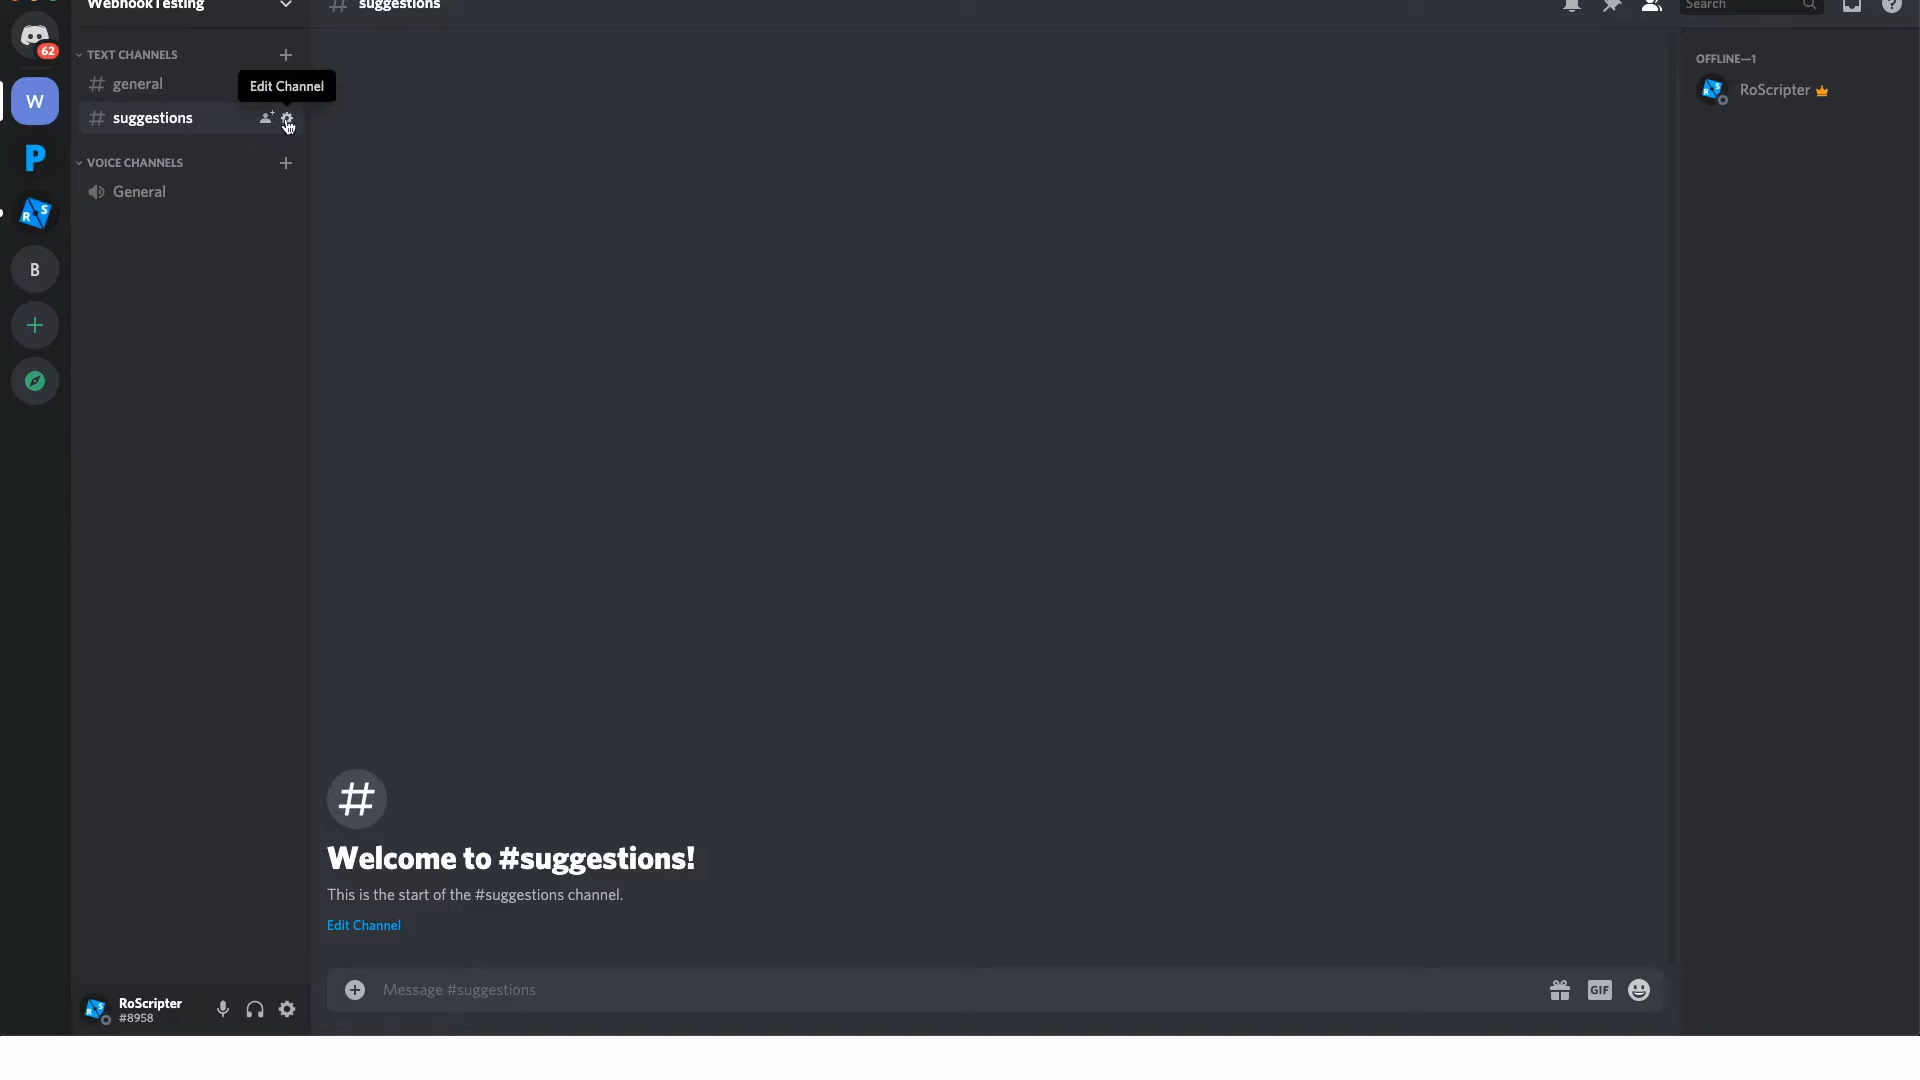 WebhookTesting
suggestions
Search
62
TEXT CHANNELS
general
Edit Channel
suggestions
VOICE CHANNELS
General
W
P
R S
B
OFFLINE—1
RoScripter
Welcome to #suggestions!
This is the start of the #suggestions channel.
Edit Channel
Message #suggestions
GIF
RoScripter
#8958